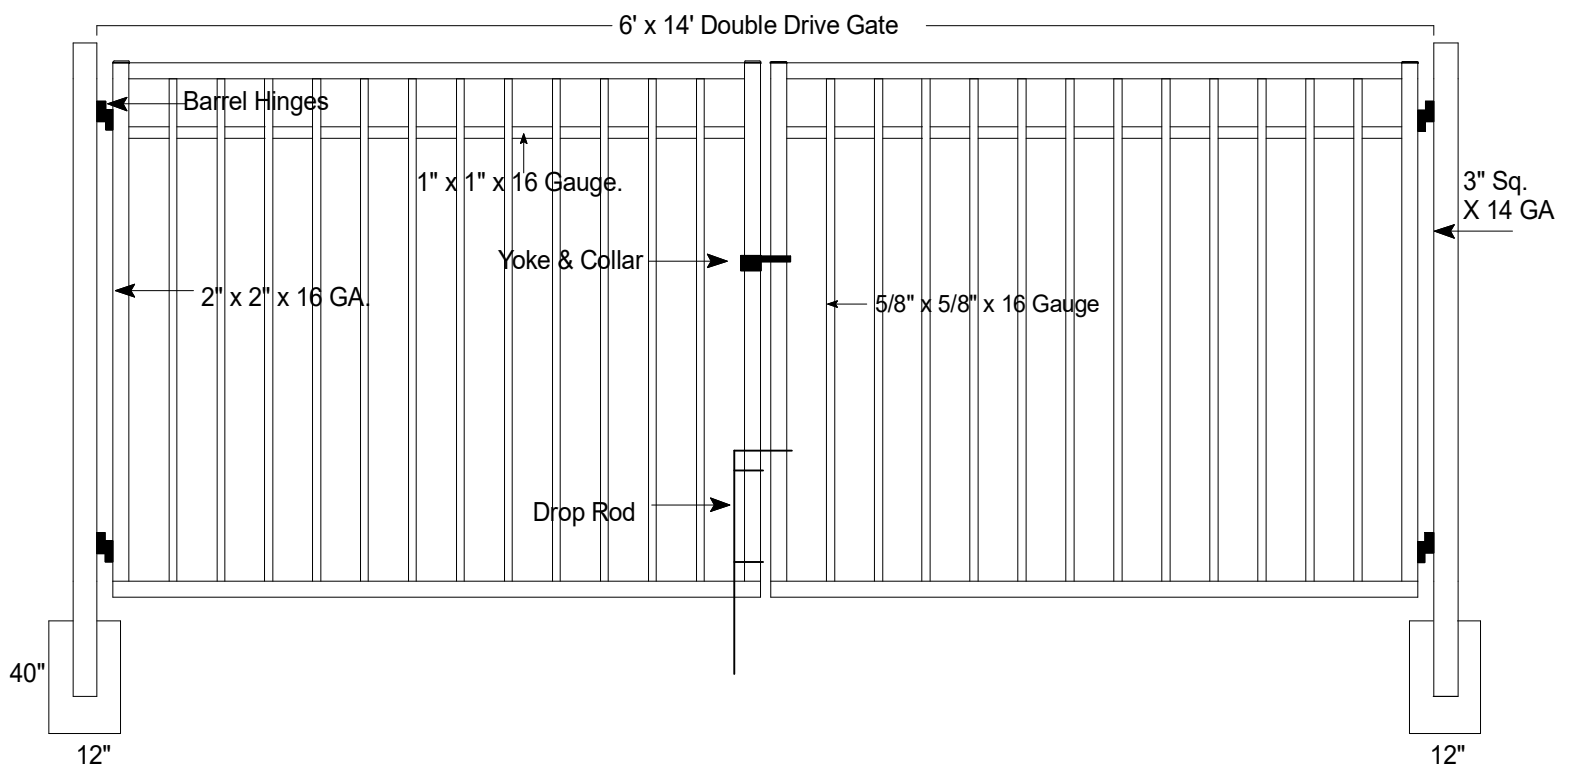 6' x 14' Double Drive Gate
Barrel Hinges
1" x 1" x 16 Gauge.
3" Sq.
X 14 GA
Yoke & Collar
2" x 2" x 16 GA.
5/8" x 5/8" x 16 Gauge
Drop Rod
40"
12"
12"